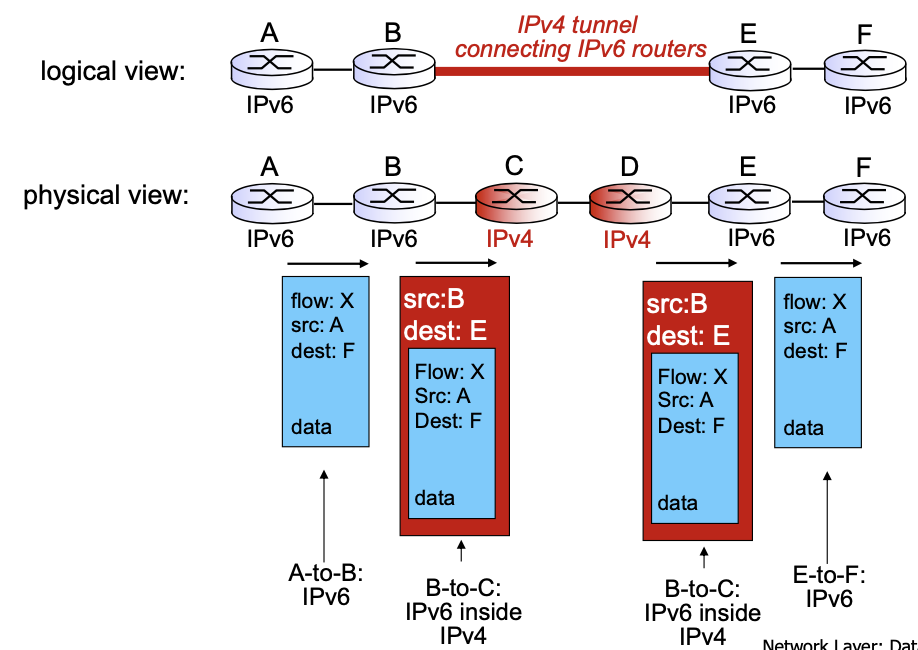 IPv4 tunnel
connecting IPv6 routers
A B E F
logical view:
IPv6 IPv6 IPv6 IPv6
A B C D E F
physical view:
IPv6 IPv6 IPv4 IPv4 IPv6 IPv6
flow: X
src: A
dest: F
data
src:B
dest: E
Flow: X
Src: A
Dest: F
data
src:B
dest: E
Flow: X
Src: A
Dest: F
data
flow: X
src: A
dest: F
data
A-to-B:
IPv6
B-to-C:
IPv6 inside
IPv4
B-to-C:
IPv6 inside
IPv4
E-to-F:
IPv6
Network Layer: Dat